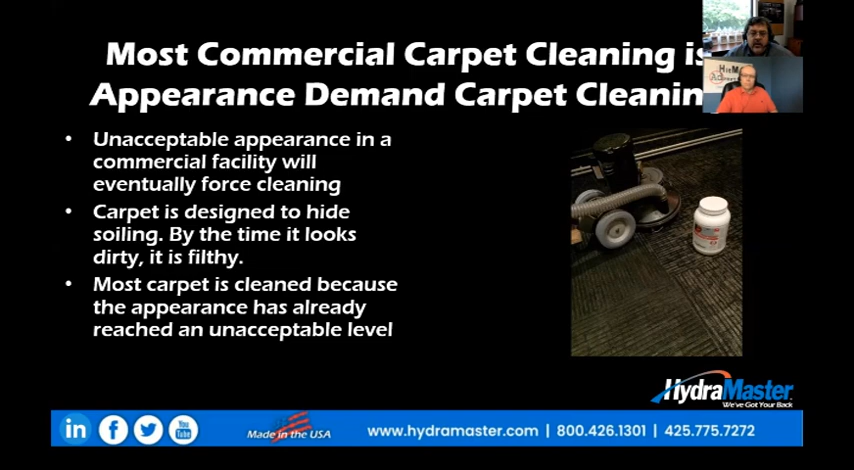 Most Commercial Carpet Cleaning is
Appearance Demand Carpet Cleanin
• Unacceptable appearance in a
commercial facility will
eventually force cleaning
• Carpet is designed to hide
soiling. By the time it looks
dirty, it is filthy.
• Most carpet is cleaned because
the appearance has already
reached an unacceptable level
HydraMaster
We've Got Your Back
in
You
Tube
Made in the USA
www.hydramaster.com | 800.426.1301 | 425.775.7272